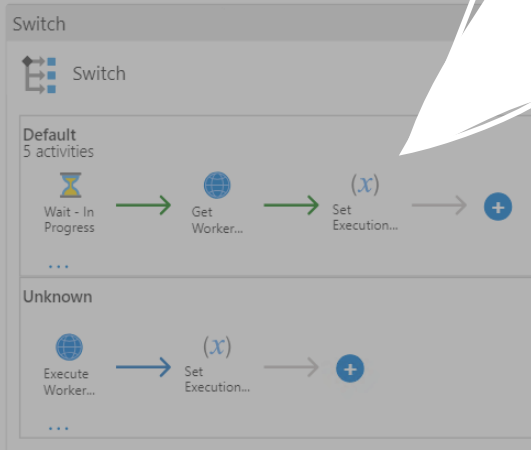 Switch
Switch
Default
5 activities
Wait - In
Progress
Get
Worker...
(x)
Set
Execution...
...
Unknown
Execute
Worker...
(x)
Set
Execution...
...